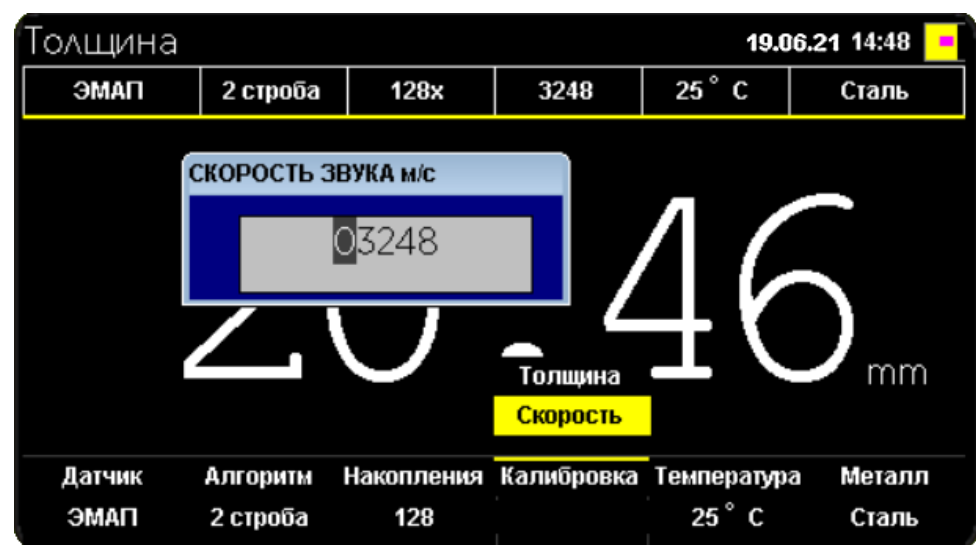 Толщина 19.06.21 14:48
ЭМАП 2 строба 128x 3248 25° C Сталь
СКОРОСТЬ ЗВУКА м/с
03248
20.46 mm
Толщина
Скорость
Датчик Алгоритм Накопления Калибровка Температура Металл
ЭМАП 2 строба 128 25° C Сталь